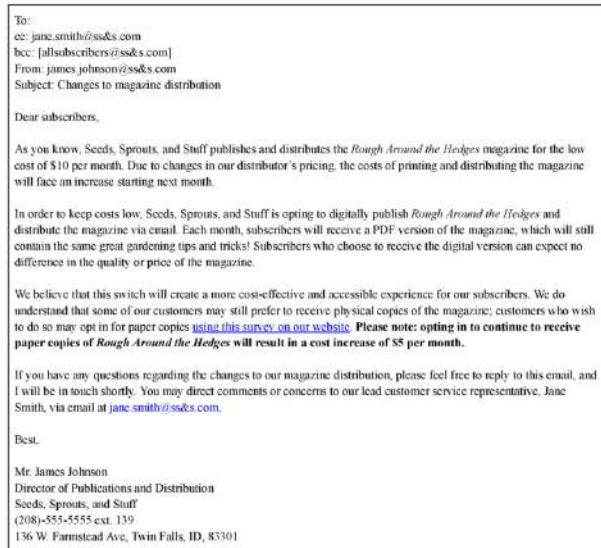 To:
cc: jane.smith@ss&s.com
bcc: [allsubscribers@ss&s.com]
From: james.johnson@ss&s.com
Subject: Changes to magazine distribution
Dear subscribers,
As you know, Seeds, Sprouts, and Stuff publishes and distributes the Rough Around the Hedges magazine for the low
cost of $10 per month. Due to changes in our distributor's pricing, the costs of printing and distributing the magazine
will face an increase starting next month.
In order to keep costs low, Seeds, Sprouts, and Stuff is opting to digitally publish Rough Around the Hedges and
distribute the magazine via email. Each month, subscribers will receive a PDF version of the magazine, which will still
contain the same great gardening tips and tricks! Subscribers who choose to receive the digital version can expect no
difference in the quality or price of the magazine.
We believe that this switch will create a more cost-effective and accessible experience for our subscribers. We do
understand that some of our customers may still prefer to receive physical copies of the magazine; customers who wish
to do so may opt in for paper copies using this survey on our website. Please note: opting in to continue to receive
paper copies of Rough Around the Hedges will result in a cost increase of $5 per month.
If you have any questions regarding the changes to our magazine distribution, please feel free to reply to this email, and
I will be in touch shortly. You may direct comments or concerns to our lead customer service representative, Jane
Smith, via email at jane.smith@ss&s.com.
Best,
Mr. James Johnson
Director of Publications and Distribution
Seeds, Sprouts, and Stuff
(208)-555-5555 ext. 139
136 W. Farmstead Ave, Twin Falls, ID, 83301